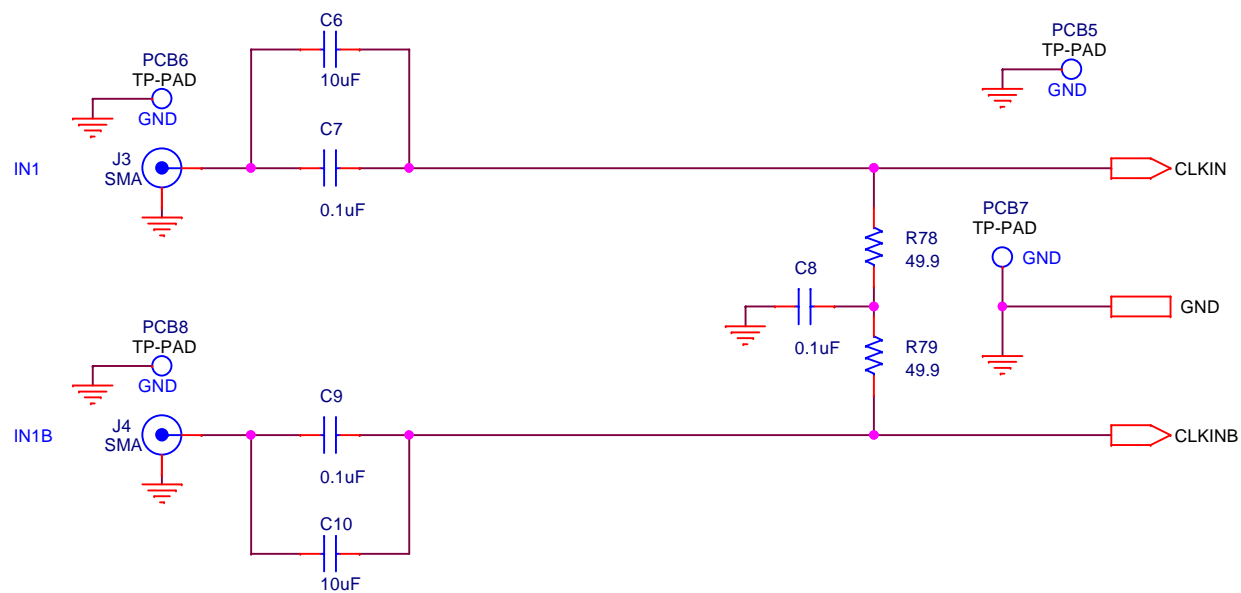 C6
10uF
PCB6
TP-PAD
GND
PCB5
TP-PAD
GND
C7
0.1uF
IN1
J3
SMA
CLKIN
PCB7
TP-PAD
GND
R78
49.9
C8
0.1uF
GND
R79
49.9
PCB8
TP-PAD
GND
C9
0.1uF
IN1B
J4
SMA
CLKINB
C10
10uF